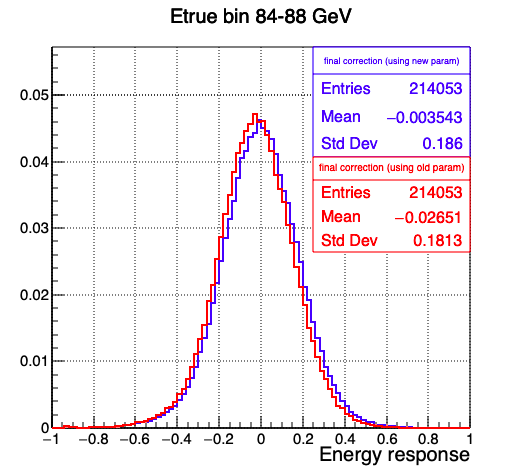 Etrue bin 84-88 GeV
final correction (using new param)
Entries 214053
Mean −0.003543
Std Dev 0.186
final correction (using old param)
Entries 214053
Mean −0.02651
Std Dev 0.1813
0.05
0.04
0.03
0.02
0.01
0
−1 −0.8 −0.6 −0.4 −0.2 0 0.2 0.4 0.6 0.8 1
Energy response